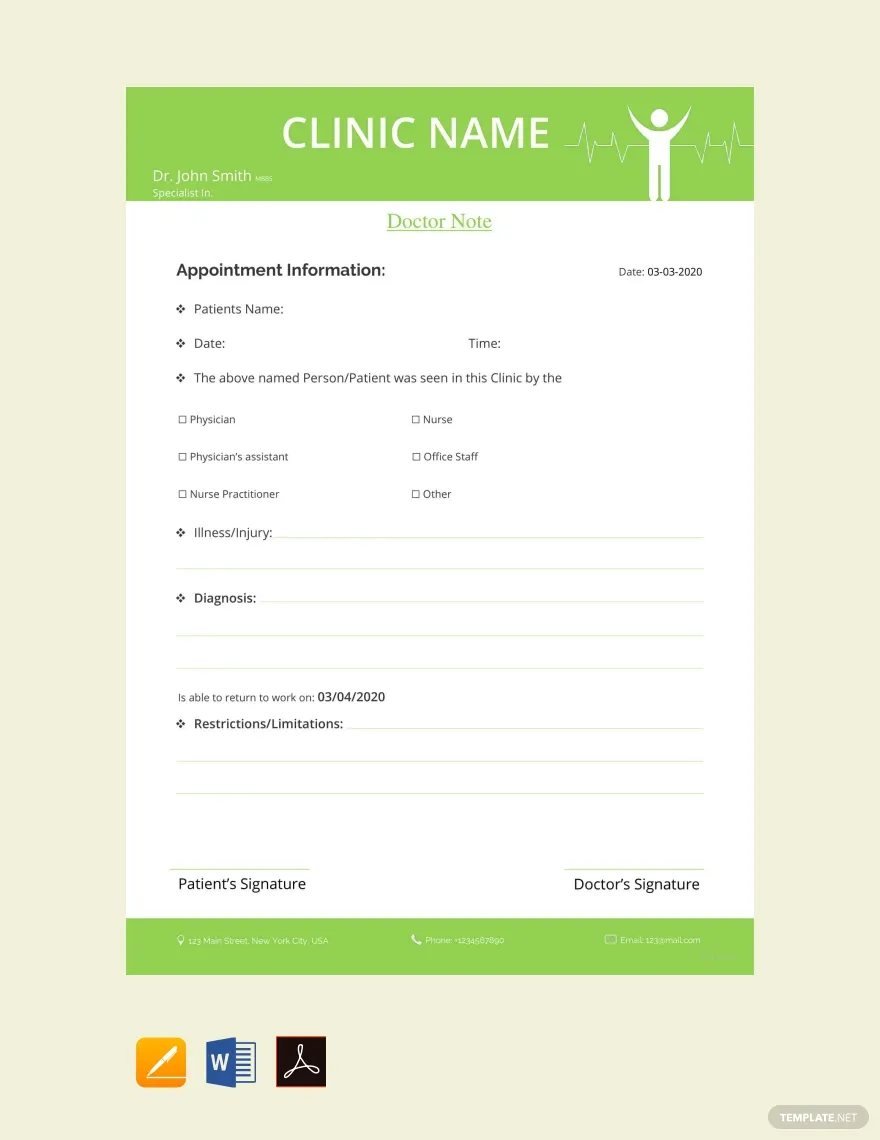 CLINIC NAME
Dr. John Smith MBBS
Specialist In.
Doctor Note
Appointment Information:
Date: 03-03-2020
Patients Name:
Date: Time:
The above named Person/Patient was seen in this Clinic by the
☐ Physician ☐ Nurse
☐ Physician’s assistant ☐ Office Staff
☐ Nurse Practitioner ☐ Other
Illness/Injury:
Diagnosis:
Is able to return to work on: 03/04/2020
Restrictions/Limitations:
Patient’s Signature Doctor’s Signature
123 Main Street, New York City, USA Phone: +1234567890 Email: 123@mail.com
W
TEMPLATE.NET